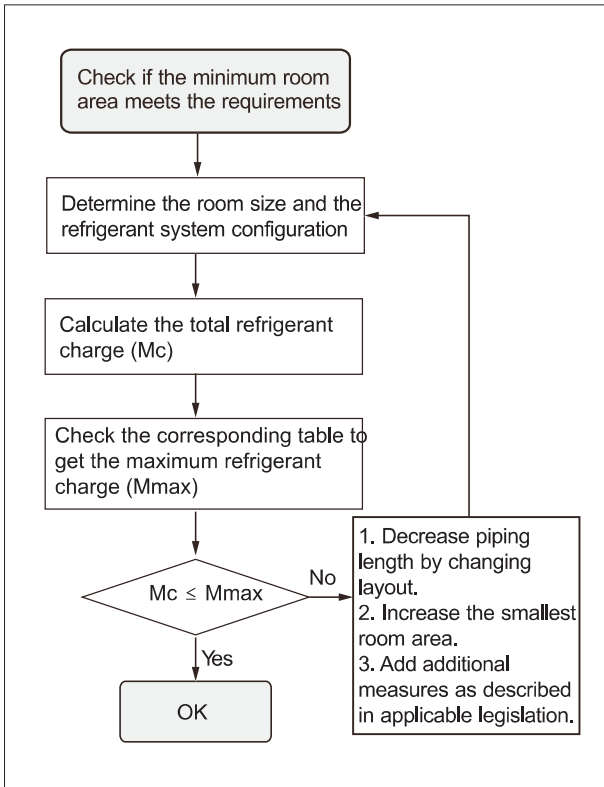 Check if the minimum room
area meets the requirements
Determine the room size and the
refrigerant system configuration
Calculate the total refrigerant
charge (Mc)
Check the corresponding table to
get the maximum refrigerant
charge (Mmax)
Mc ≤ Mmax
No
Yes
OK
1. Decrease piping
length by changing
layout.
2. Increase the smallest
room area.
3. Add additional
measures as described
in applicable legislation.